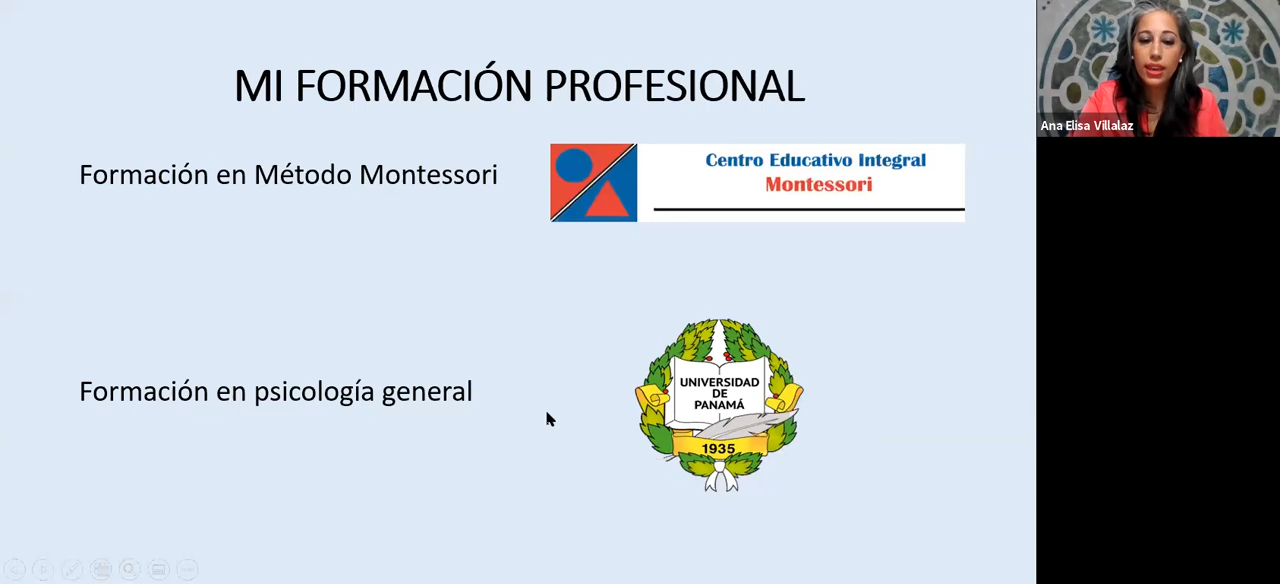 MI FORMACIÓN PROFESIONAL
Formación en Método Montessori
Centro Educativo Integral
Montessori
Formación en psicología general
UNIVERSIDAD
DE
PANAMÁ
1935
Ana Elisa Villalaz